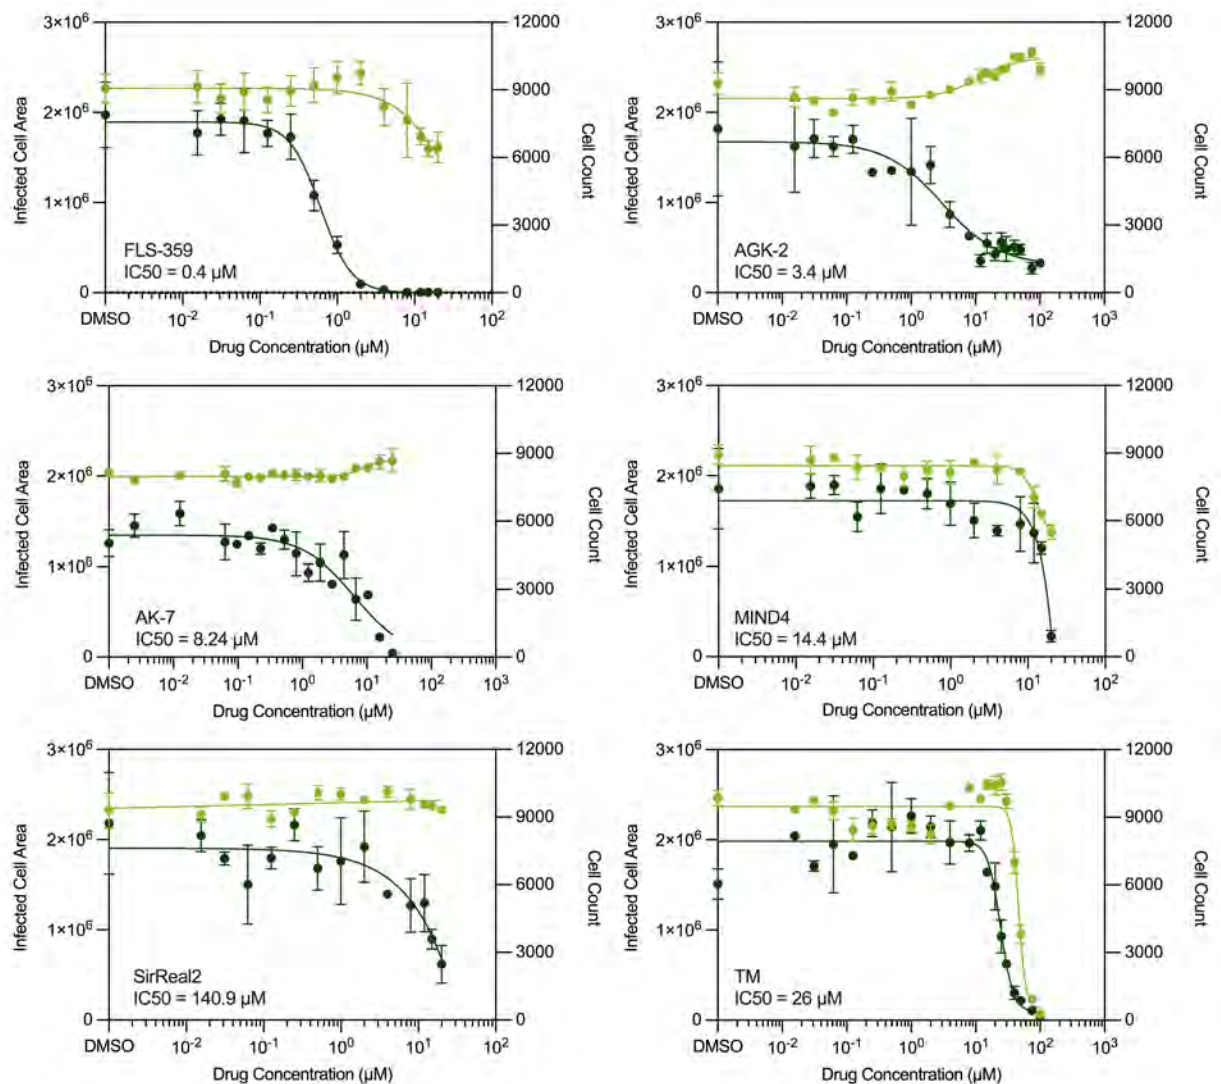 3×10⁶
2×10⁶
1×10⁶
0
12000
9000
6000
3000
0
Infected Cell Area
Cell Count
FLS-359
IC50 = 0.4 µM
DMSO 10⁻² 10⁻¹ 10⁰ 10¹ 10²
Drug Concentration (µM)
3×10⁶
2×10⁶
1×10⁶
0
12000
9000
6000
3000
0
Infected Cell Area
Cell Count
AGK-2
IC50 = 3.4 µM
DMSO 10⁻² 10⁻¹ 10⁰ 10¹ 10² 10³
Drug Concentration (µM)
3×10⁶
2×10⁶
1×10⁶
0
12000
9000
6000
3000
0
Infected Cell Area
Cell Count
AK-7
IC50 = 8.24 µM
DMSO 10⁻² 10⁻¹ 10⁰ 10¹ 10² 10³
Drug Concentration (µM)
3×10⁶
2×10⁶
1×10⁶
0
12000
9000
6000
3000
0
Infected Cell Area
Cell Count
MIND4
IC50 = 14.4 µM
DMSO 10⁻² 10⁻¹ 10⁰ 10¹ 10²
Drug Concentration (µM)
3×10⁶
2×10⁶
1×10⁶
0
12000
9000
6000
3000
0
Infected Cell Area
Cell Count
SirReal2
IC50 = 140.9 µM
DMSO 10⁻² 10⁻¹ 10⁰ 10¹ 10²
Drug Concentration (µM)
3×10⁶
2×10⁶
1×10⁶
0
12000
9000
6000
3000
0
Infected Cell Area
Cell Count
TM
IC50 = 26 µM
DMSO 10⁻² 10⁻¹ 10⁰ 10¹ 10² 10³
Drug Concentration (µM)